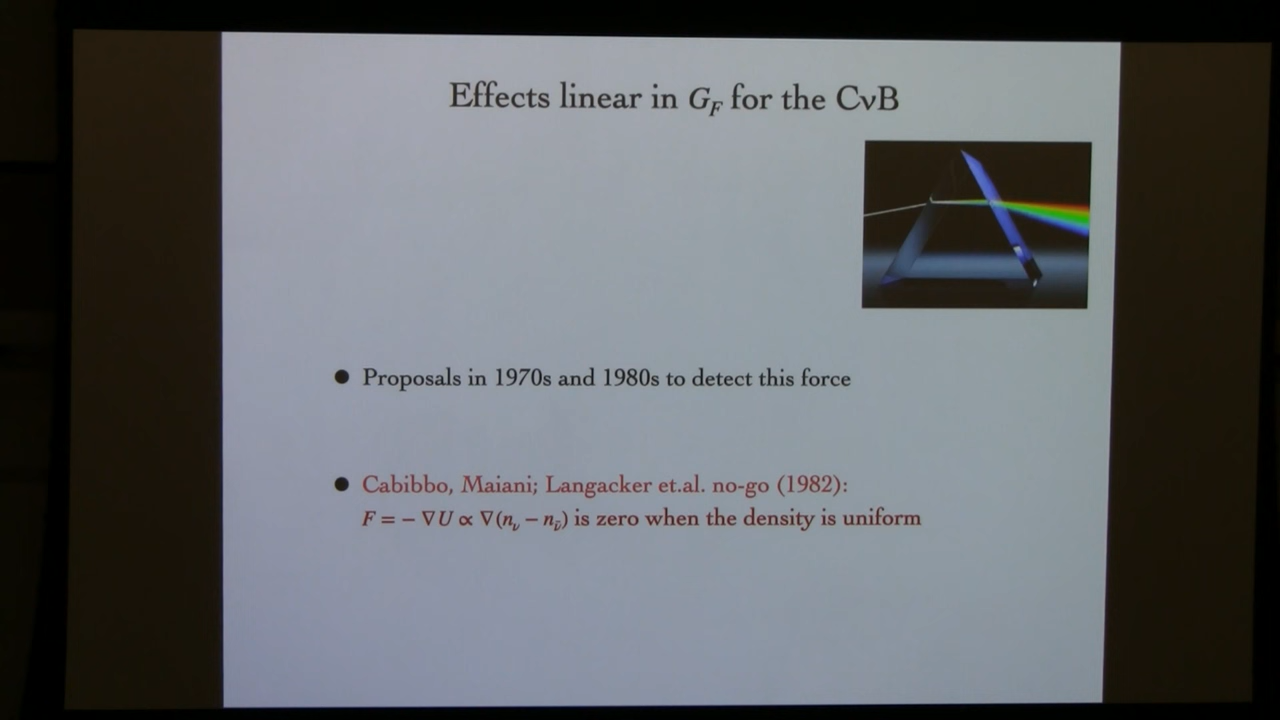 Effects linear in G_F for the CνB
● Proposals in 1970s and 1980s to detect this force
● Cabibbo, Maiani; Langacker et.al. no-go (1982):
F = − ∇U ∝ ∇(n_ν − n_ν̄) is zero when the density is uniform